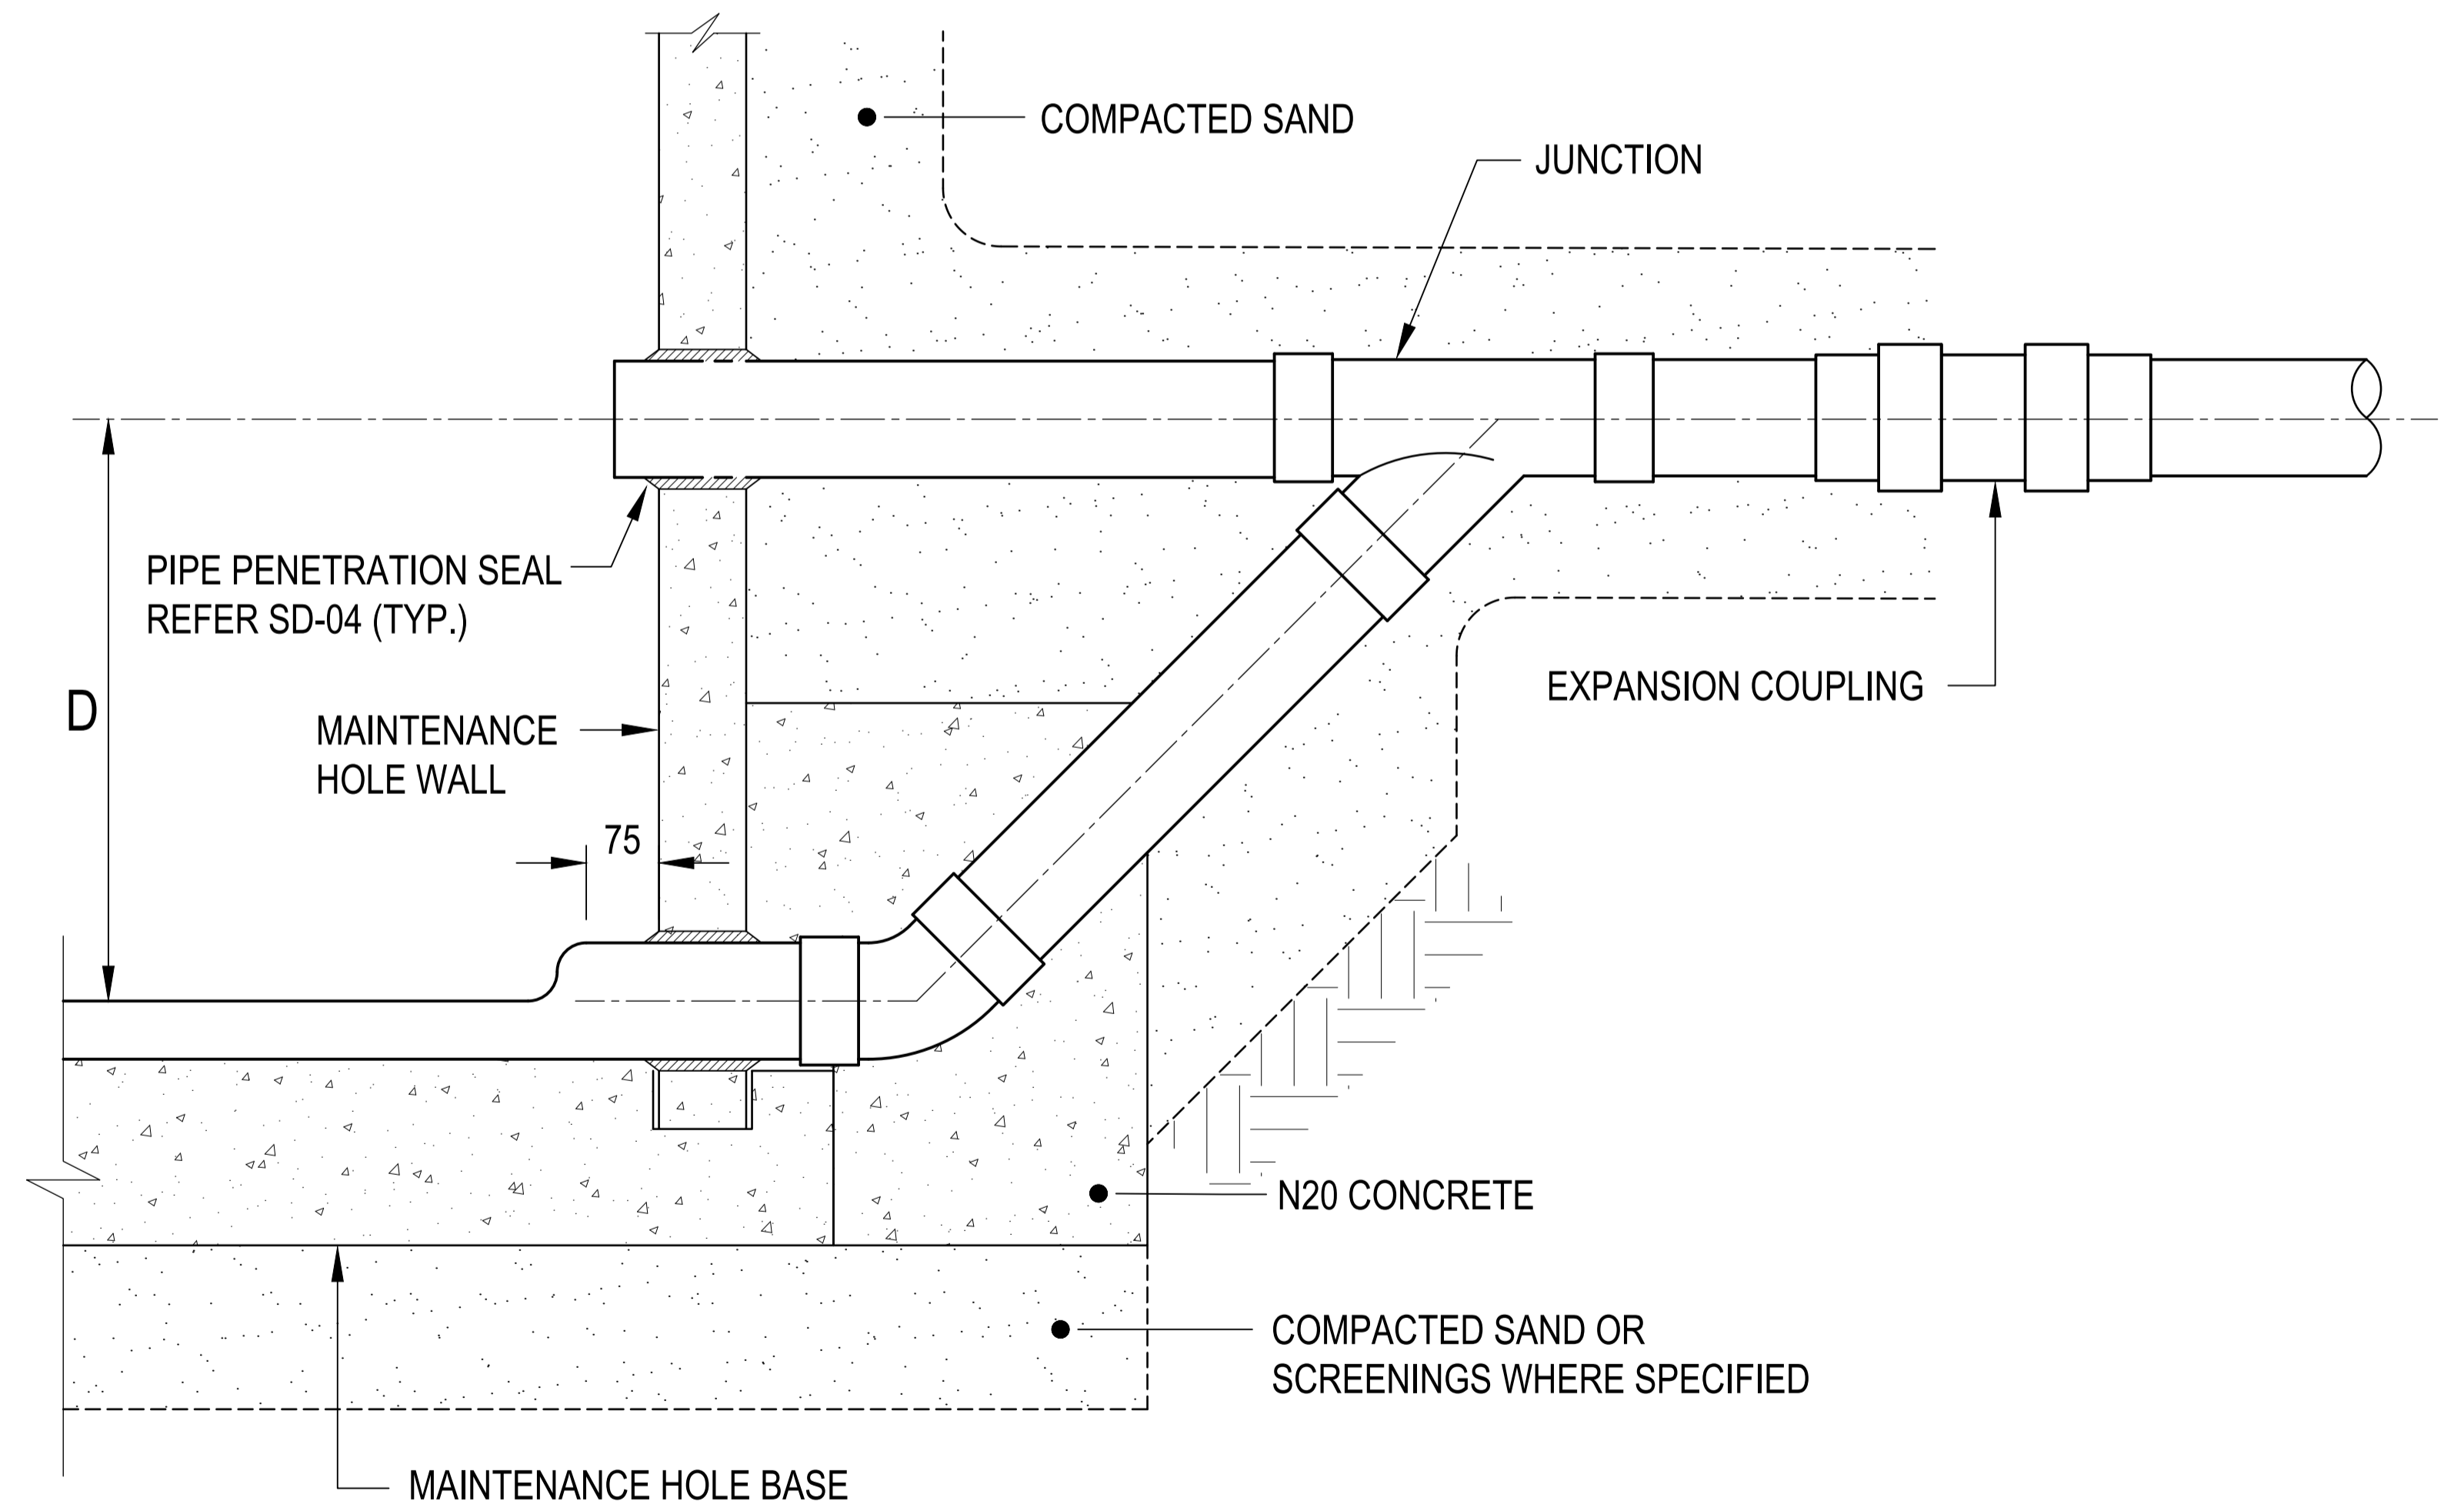 COMPACTED SAND
JUNCTION
PIPE PENETRATION SEAL
REFER SD-04 (TYP.)
D
MAINTENANCE
HOLE WALL
EXPANSION COUPLING
75
N20 CONCRETE
COMPACTED SAND OR
SCREENINGS WHERE SPECIFIED
MAINTENANCE HOLE BASE